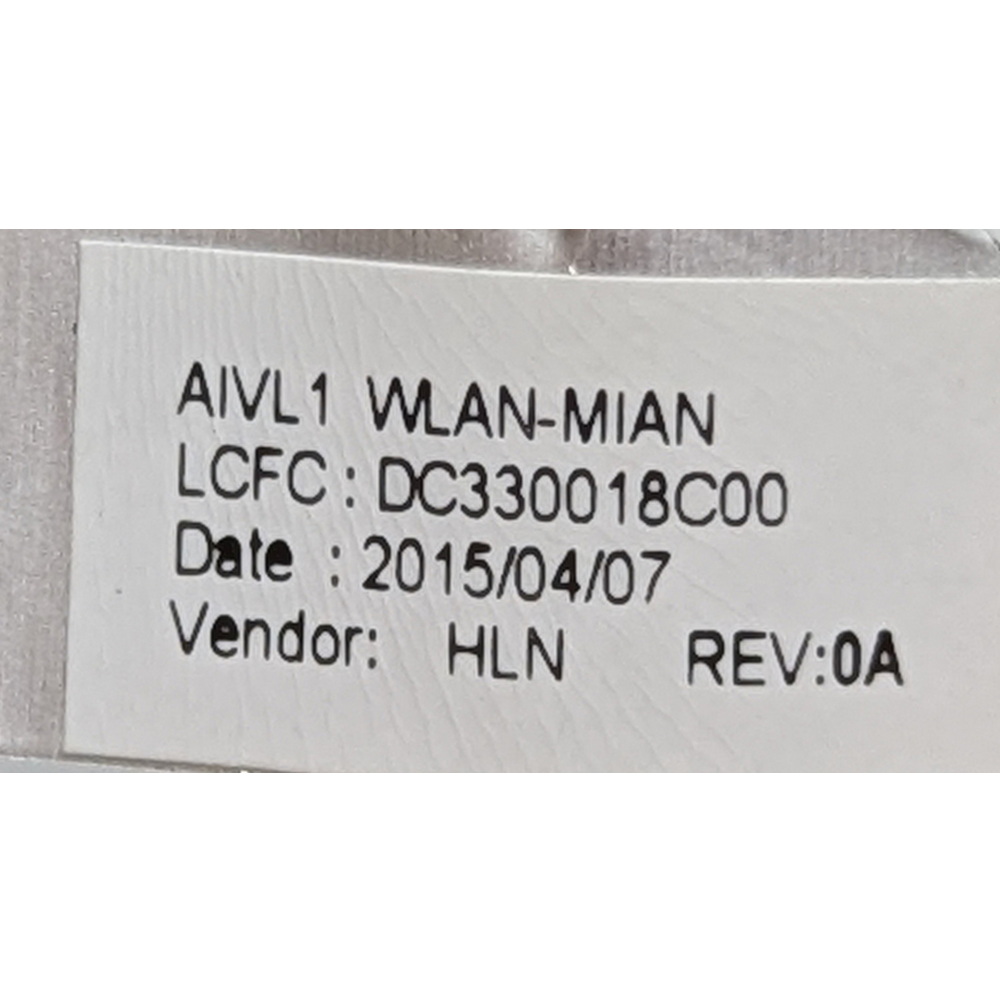 AIVL1 WLAN-MIAN
LCFC : DC330018C00
Date : 2015/04/07
Vendor: HLN REV:0A